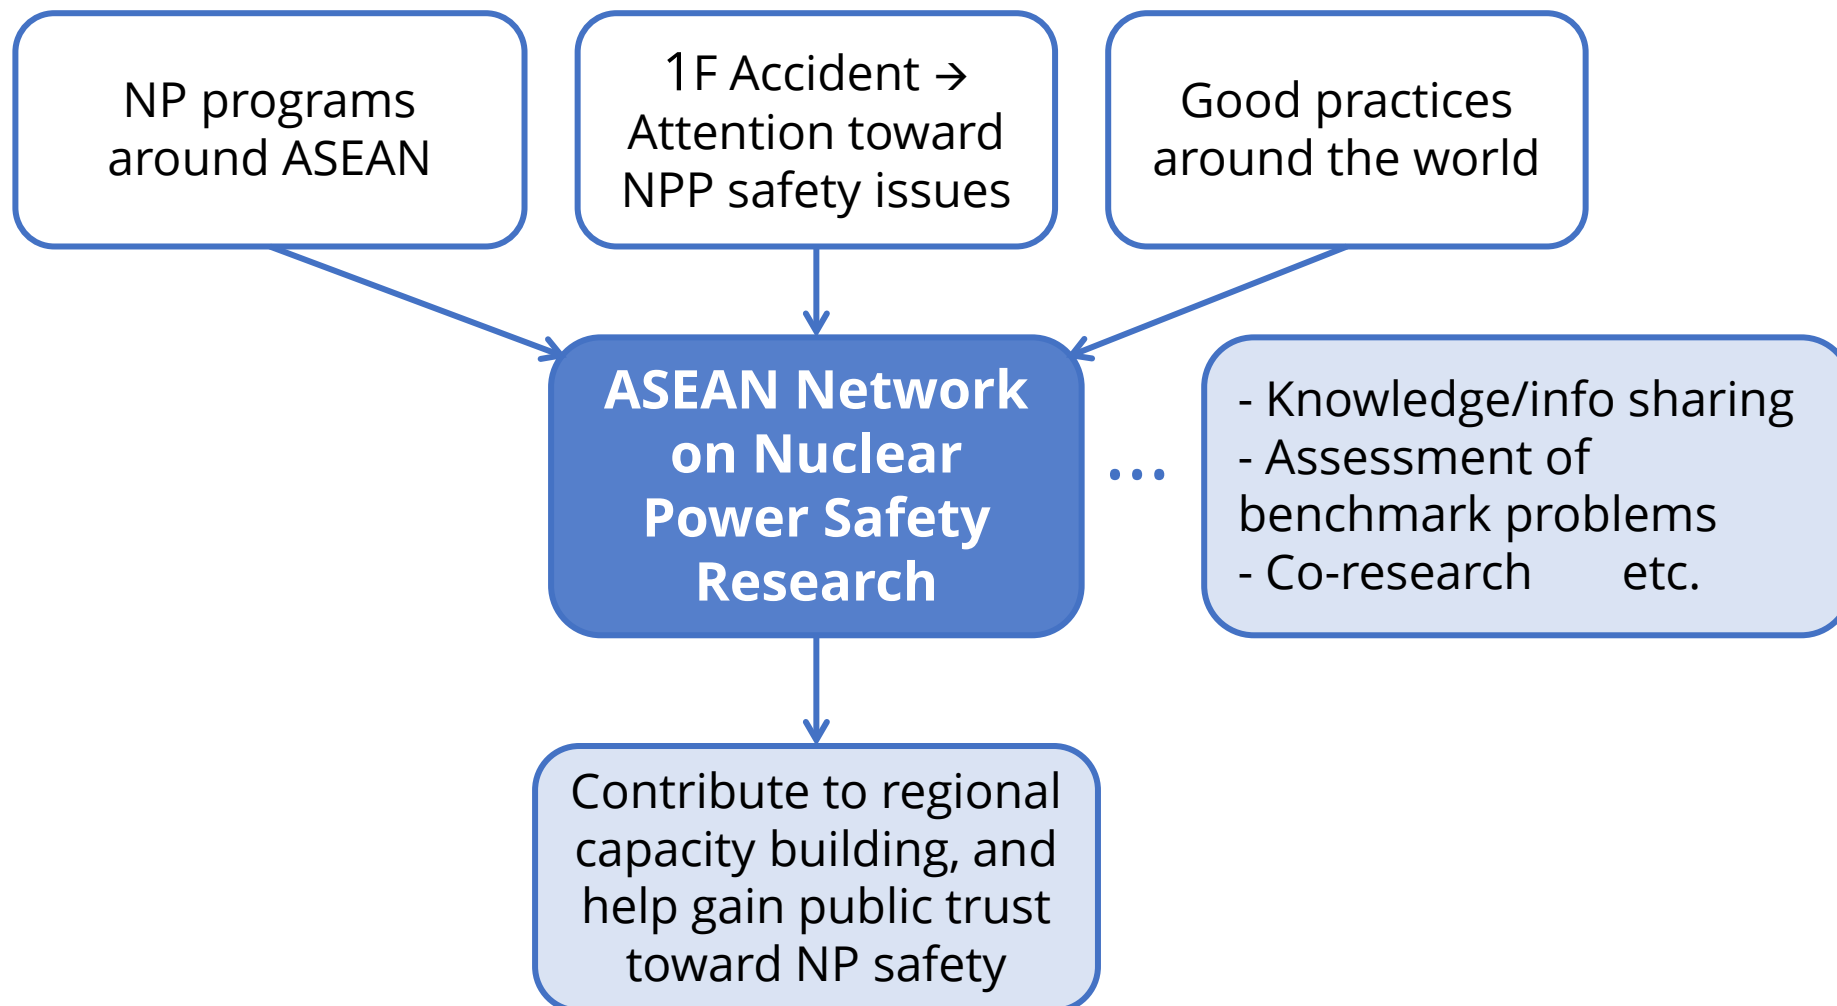 NP programs
around ASEAN
1F Accident →
Attention toward
NPP safety issues
Good practices
around the world
ASEAN Network
on Nuclear
Power Safety
Research
...
- Knowledge/info sharing
- Assessment of
benchmark problems
- Co-research etc.
Contribute to regional
capacity building, and
help gain public trust
toward NP safety